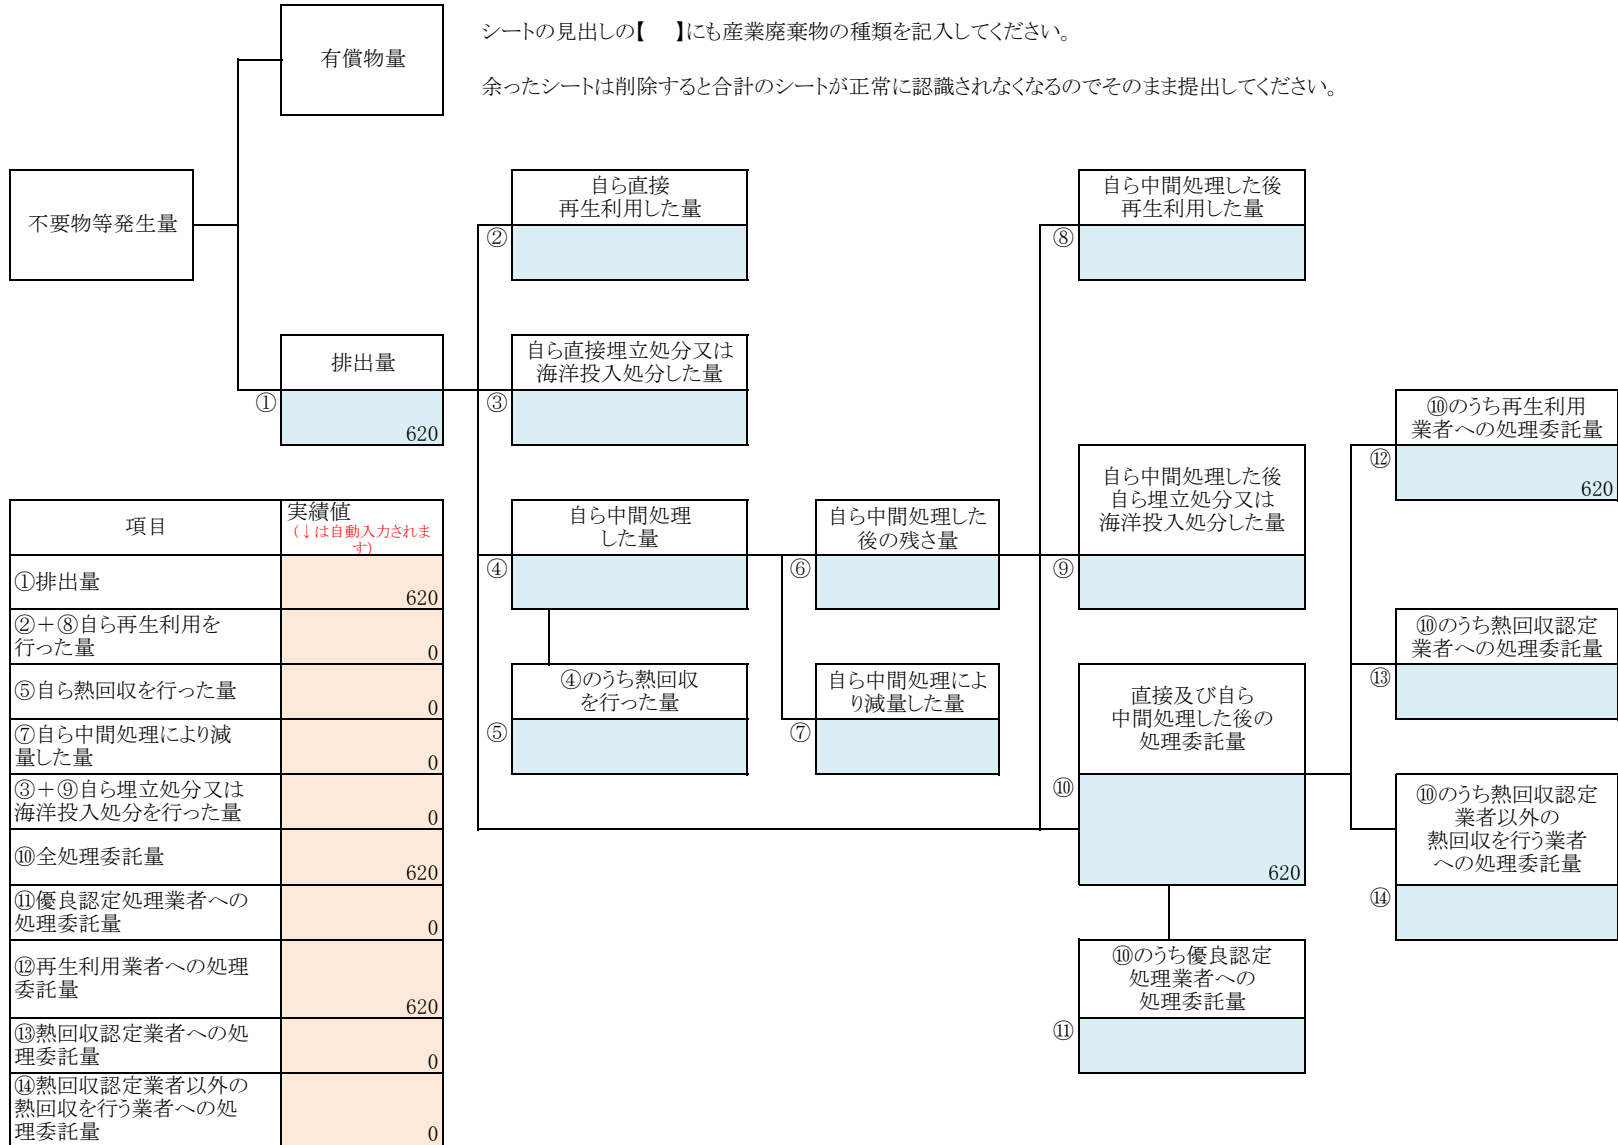 シートの見出しの【　】にも産業廃棄物の種類を記入してください。
有償物量
余ったシートは削除すると合計のシートが正常に認識されなくなるのでそのまま提出してください。
不要物等発生量
自ら直接
再生利用した量
②
自ら中間処理した後
再生利用した量
⑧
排出量
①
620
自ら直接埋立処分又は
海洋投入処分した量
③
⑩のうち再生利用
業者への処理委託量
⑫
620
自ら中間処理
した量
④
自ら中間処理した
後の残さ量
⑥
自ら中間処理した後
自ら埋立処分又は
海洋投入処分した量
⑨
④のうち熱回収
を行った量
⑤
自ら中間処理によ
り減量した量
⑦
直接及び自ら
中間処理した後の
処理委託量
⑩
620
⑩のうち熱回収認定
業者への処理委託量
⑬
⑩のうち熱回収認定
業者以外の
熱回収を行う業者
への処理委託量
⑭
⑩のうち優良認定
処理業者への
処理委託量
⑪
項目
実績値
(↓は自動入力されま
す)
①排出量
620
②＋⑧自ら再生利用を
行った量
0
⑤自ら熱回収を行った量
0
⑦自ら中間処理により減
量した量
0
③＋⑨自ら埋立処分又は
海洋投入処分を行った量
0
⑩全処理委託量
620
⑪優良認定処理業者への
処理委託量
0
⑫再生利用業者への処理
委託量
620
⑬熱回収認定業者への処
理委託量
0
⑭熱回収認定業者以外の
熱回収を行う業者への処
理委託量
0